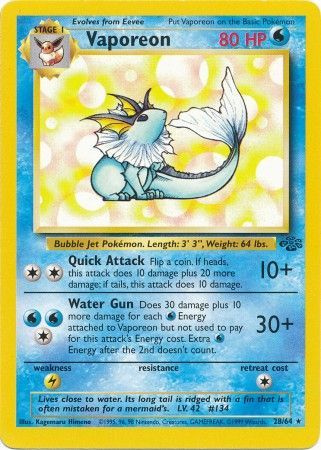 STAGE 1
Evolves from Eevee
Put Vaporeon on the Basic Pokémon
Vaporeon
80 HP
Bubble Jet Pokémon. Length: 3' 3", Weight: 64 lbs.
Quick Attack Flip a coin. If heads,
this attack does 10 damage plus 20 more
damage; if tails, this attack does 10 damage.
10+
Water Gun Does 30 damage plus 10
more damage for each Energy
attached to Vaporeon but not used to pay
for this attack's Energy cost. Extra
Energy after the 2nd doesn't count.
30+
weakness
resistance
retreat cost
Lives close to water. Its long tail is ridged with a fin that is
often mistaken for a mermaid's. LV. 42 #134
Illus. Kagemaru Himeno
©1995, 96, 98 Nintendo, Creatures, GAMEFREAK. ©1999 Wizards.
28/64 ★